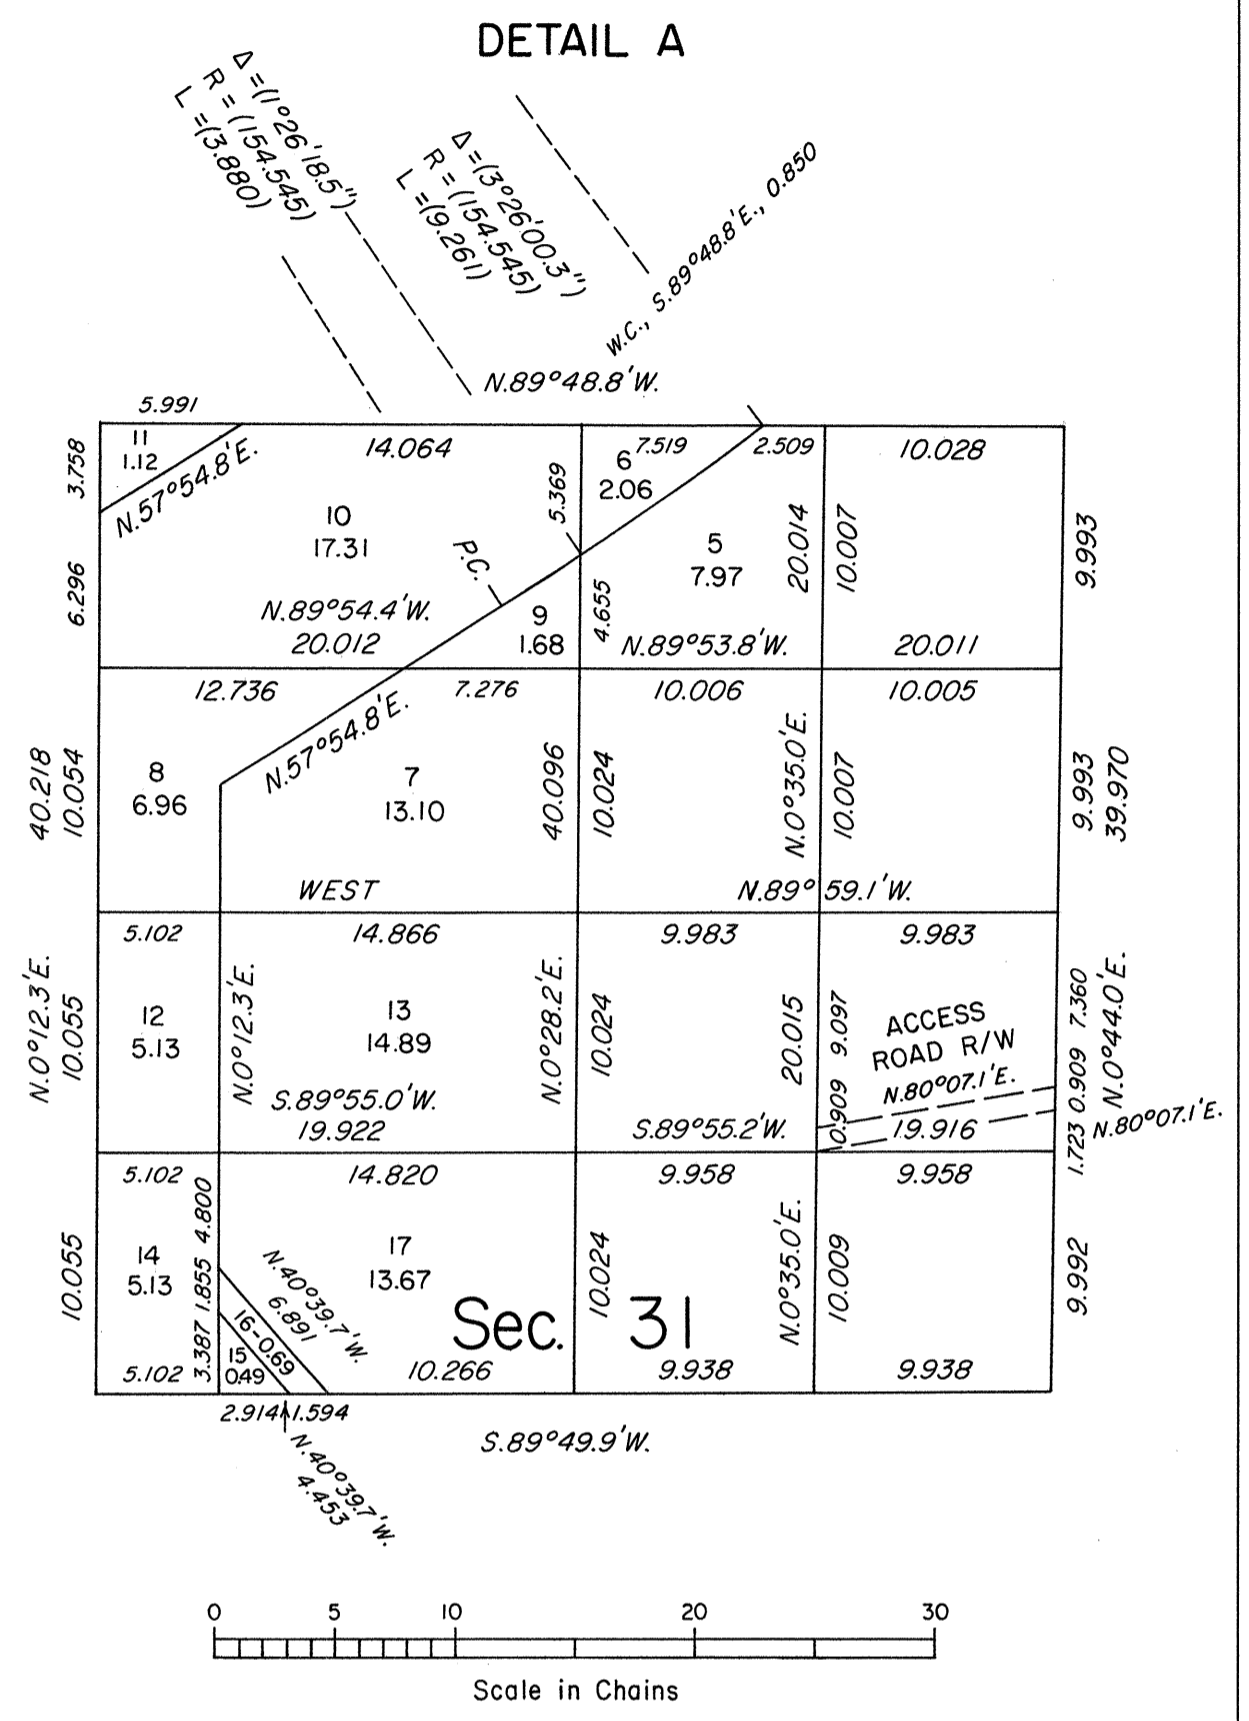 DETAIL A
Δ = (1°26'18.5")
R = (154.545)
L = (3.880)
Δ = (3°26'00.3")
R = (154.545)
L = (9.261)
W.C., S.89°48.8'E., 0.850
N.89°48.8'W.
5.991
11
1.12
3.758
N.57°54.8'E.
14.064
6
7.519
2.509
10.028
2.06
5.369
10
17.31
P.C.
5
7.97
20.014
10.007
9.993
6.296
N.89°54.4'W.
20.012
9
1.68
4.655
N.89°53.8'W.
20.011
12.736
7.276
10.006
10.005
N.57°54.8'E.
40.218
10.054
8
6.96
7
13.10
40.096
10.024
N.0°35.0'E.
10.007
9.993
39.970
WEST
N.89°59.1'W.
5.102
14.866
9.983
9.983
N.0°12.3'E.
10.055
12
5.13
N.0°12.3'E.
13
14.89
N.0°28.2'E.
10.024
20.015
9.097
0.909
ACCESS
ROAD R/W
N.80°07.1'E.
7.360
0.909
1.723
N.0°44.0'E.
N.80°07.1'E.
S.89°55.0'W.
19.922
S.89°55.2'W.
19.916
5.102
14.820
9.958
9.958
10.055
14
5.13
4.800
1.855
3.387
17
13.67
N.40°39.7'W.
6.891
16-0.69
15
0.49
Sec. 31
10.024
N.0°35.0'E.
10.009
9.992
5.102
10.266
9.938
9.938
2.914
1.594
S.89°49.9'W.
N.40°39.7'W.
4.453
0 5 10 20 30
Scale in Chains